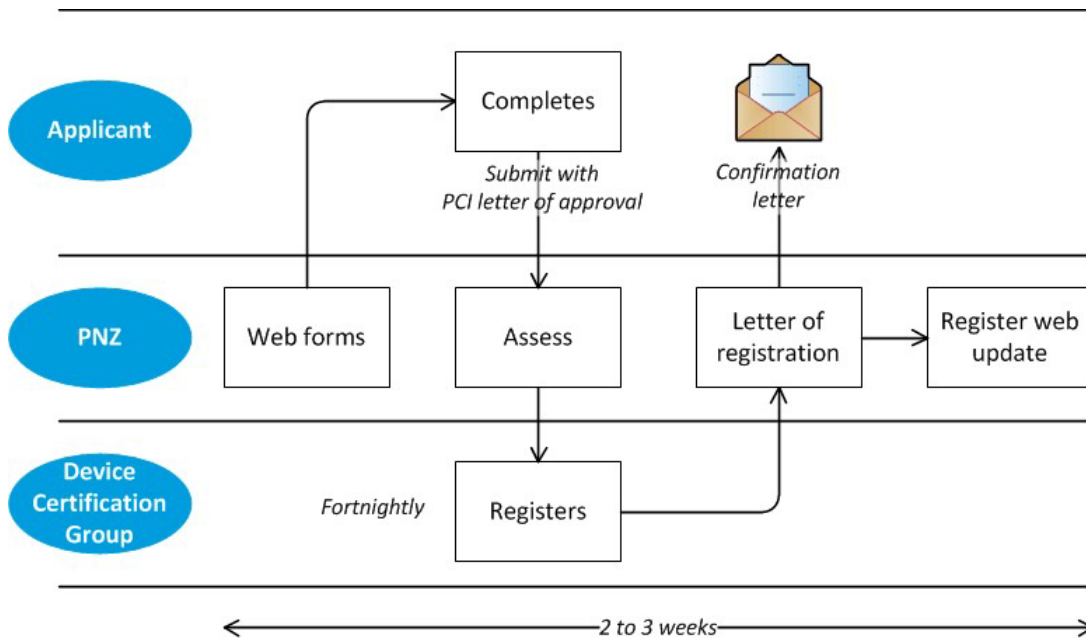 Applicant
Completes
Submit with
PCI letter of approval
Confirmation
letter
PNZ
Web forms
Assess
Letter of
registration
Register web
update
Device
Certification
Group
Fortnightly
Registers
2 to 3 weeks